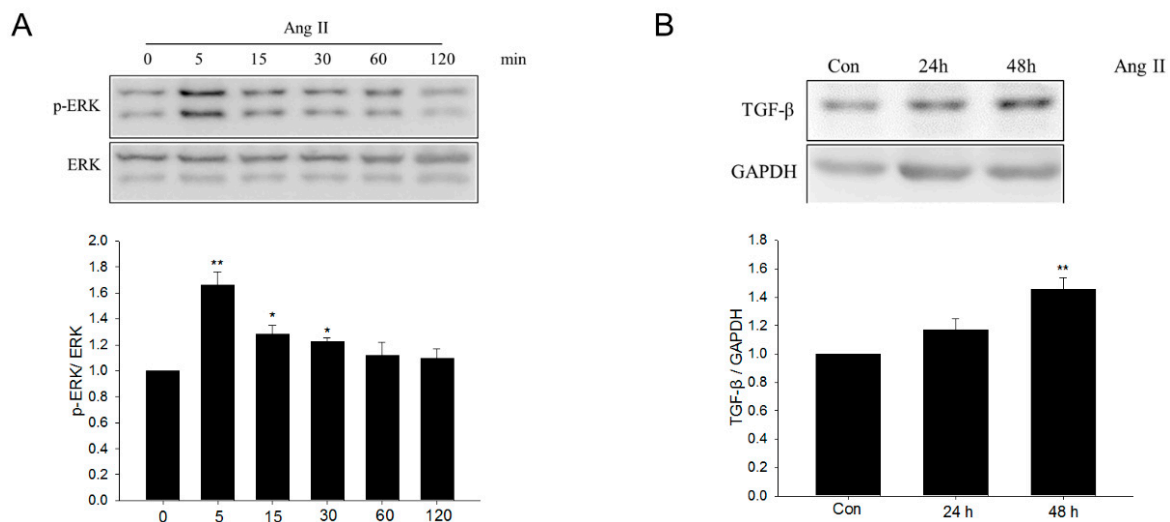 A
Ang II
0 5 15 30 60 120 min
p-ERK
ERK
p-ERK/ ERK
2.0
1.8
1.6
1.4
1.2
1.0
0.8
0.6
0.4
0.2
0.0
** * *
0 5 15 30 60 120
B
Con 24h 48h Ang II
TGF-β
GAPDH
TGF-β / GAPDH
1.8
1.6
1.4
1.2
1.0
0.8
0.6
0.4
0.2
0.0
**
Con 24 h 48 h